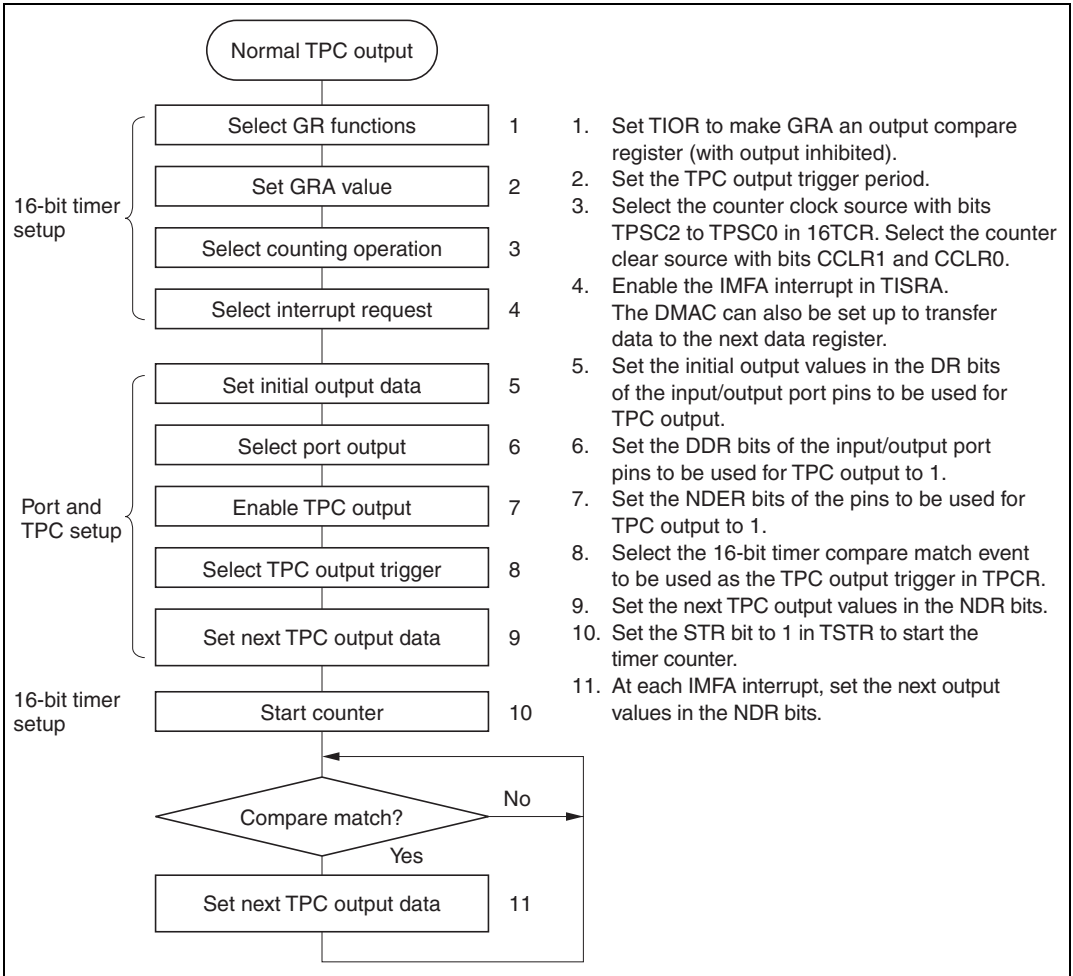 Normal TPC output
Select GR functions 1
Set GRA value 2
Select counting operation 3
Select interrupt request 4
16-bit timer
setup
Set initial output data 5
Select port output 6
Enable TPC output 7
Select TPC output trigger 8
Set next TPC output data 9
Port and
TPC setup
16-bit timer
setup
Start counter 10
Compare match?
No
Yes
Set next TPC output data 11
1. Set TIOR to make GRA an output compare
register (with output inhibited).
2. Set the TPC output trigger period.
3. Select the counter clock source with bits
TPSC2 to TPSC0 in 16TCR. Select the counter
clear source with bits CCLR1 and CCLR0.
4. Enable the IMFA interrupt in TISRA.
The DMAC can also be set up to transfer
data to the next data register.
5. Set the initial output values in the DR bits
of the input/output port pins to be used for
TPC output.
6. Set the DDR bits of the input/output port
pins to be used for TPC output to 1.
7. Set the NDER bits of the pins to be used for
TPC output to 1.
8. Select the 16-bit timer compare match event
to be used as the TPC output trigger in TPCR.
9. Set the next TPC output values in the NDR bits.
10. Set the STR bit to 1 in TSTR to start the
timer counter.
11. At each IMFA interrupt, set the next output
values in the NDR bits.